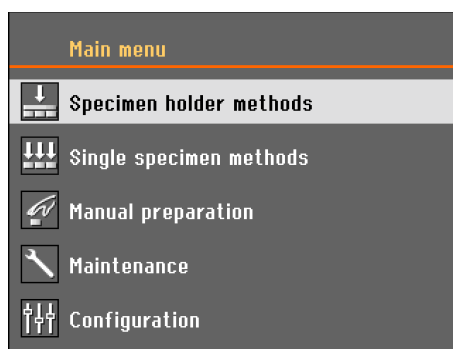 Main menu
Specimen holder methods
Single specimen methods
Manual preparation
Maintenance
Configuration